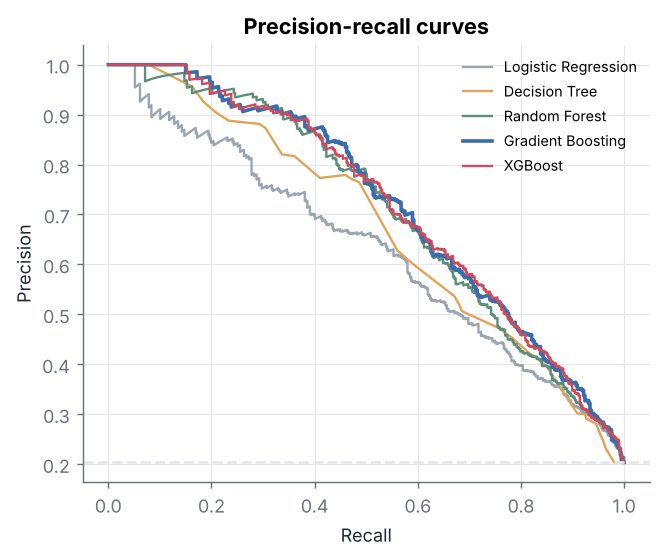 Precision-recall curves
Logistic Regression
Decision Tree
Random Forest
Gradient Boosting
XGBoost
Precision
1.0
0.9
0.8
0.7
0.6
0.5
0.4
0.3
0.2
0.0 0.2 0.4 0.6 0.8 1.0
Recall